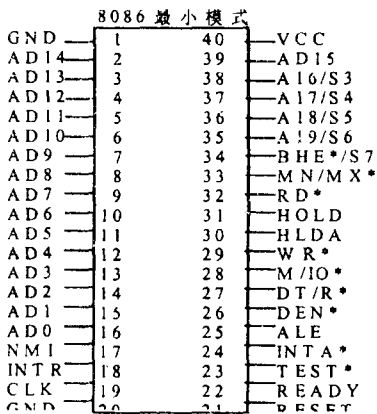 8086 最小模式
GND 1 40 VCC
AD14 2 39 AD15
AD13 3 38 A16/S3
AD12 4 37 A17/S4
AD11 5 36 A18/S5
AD10 6 35 A19/S6
AD9 7 34 BHE*/S7
AD8 8 33 MN/MX*
AD7 9 32 RD*
AD6 10 31 HOLD
AD5 11 30 HLDA
AD4 12 29 WR*
AD3 13 28 M/IO*
AD2 14 27 DT/R*
AD1 15 26 DEN*
AD0 16 25 ALE
NMI 17 24 INTA*
INTR 18 23 TEST*
CLK 19 22 READY
GND 20 21 RESET